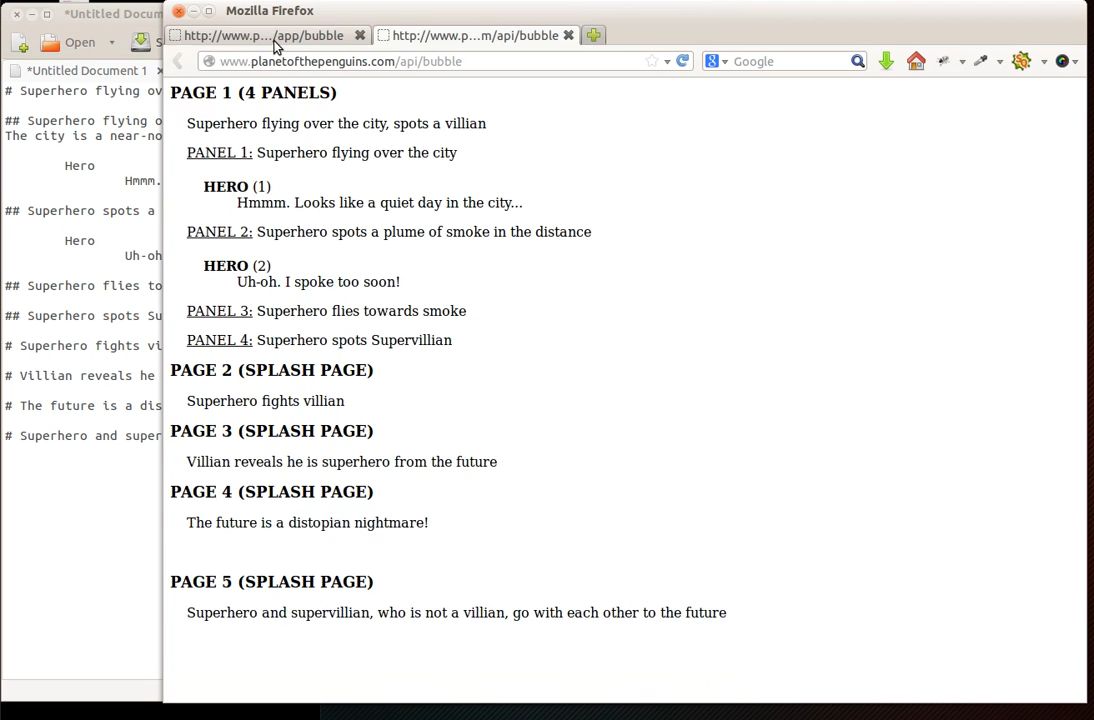 *Untitled Docum
Mozilla Firefox
Open
S
http://www.p.../app/bubble
http://www.p...m/api/bubble
www.planetofthepenguins.com/api/bubble
Google
*Untitled Document 1
# Superhero flying ov
## Superhero flying o
The city is a near-no
Hero
Hmmm.
## Superhero spots a
Hero
Uh-oh
## Superhero flies to
## Superhero spots Su
# Superhero fights vi
# Villian reveals he
# The future is a dis
# Superhero and super
PAGE 1 (4 PANELS)
Superhero flying over the city, spots a villian
PANEL 1: Superhero flying over the city
HERO (1)
Hmmm. Looks like a quiet day in the city...
PANEL 2: Superhero spots a plume of smoke in the distance
HERO (2)
Uh-oh. I spoke too soon!
PANEL 3: Superhero flies towards smoke
PANEL 4: Superhero spots Supervillian
PAGE 2 (SPLASH PAGE)
Superhero fights villian
PAGE 3 (SPLASH PAGE)
Villian reveals he is superhero from the future
PAGE 4 (SPLASH PAGE)
The future is a distopian nightmare!
PAGE 5 (SPLASH PAGE)
Superhero and supervillian, who is not a villian, go with each other to the future